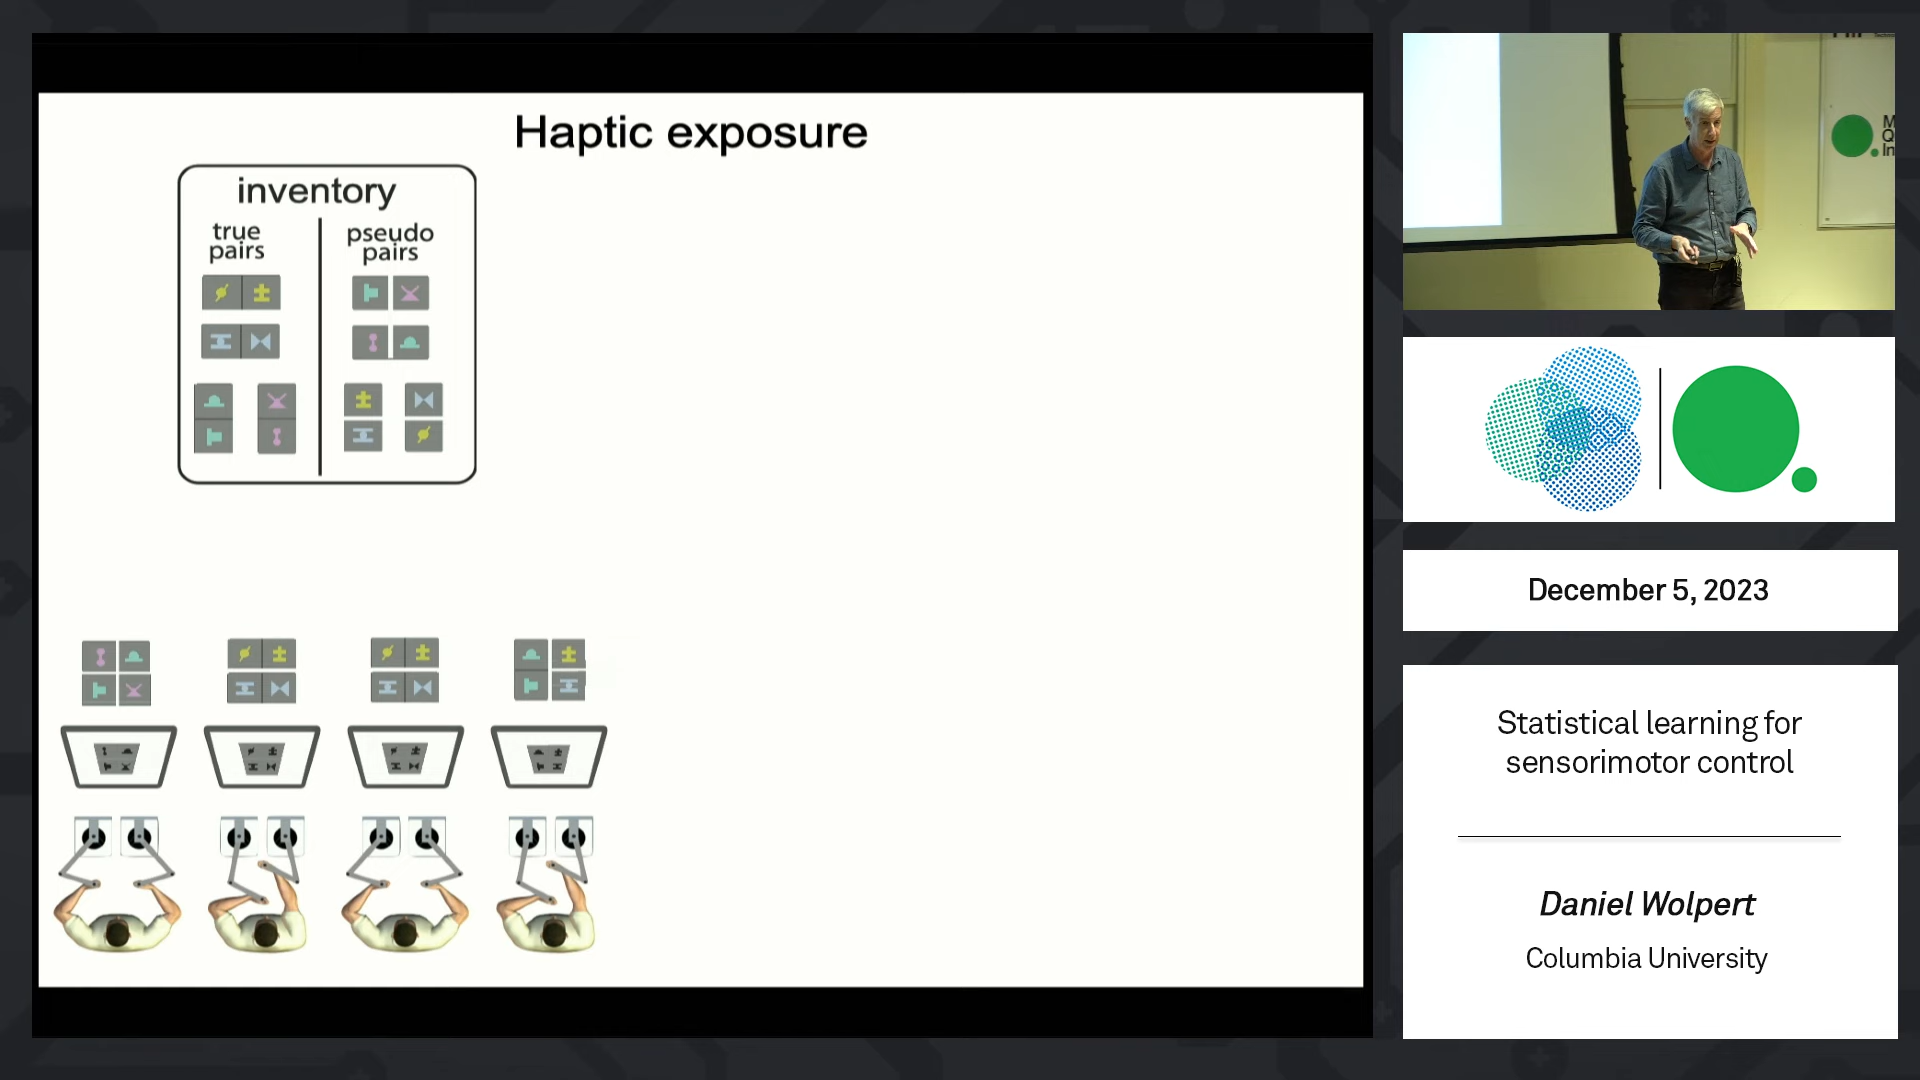 Haptic exposure
inventory
true
pairs
pseudo
pairs
M
Q
In
December 5, 2023
Statistical learning for
sensorimotor control
Daniel Wolpert
Columbia University